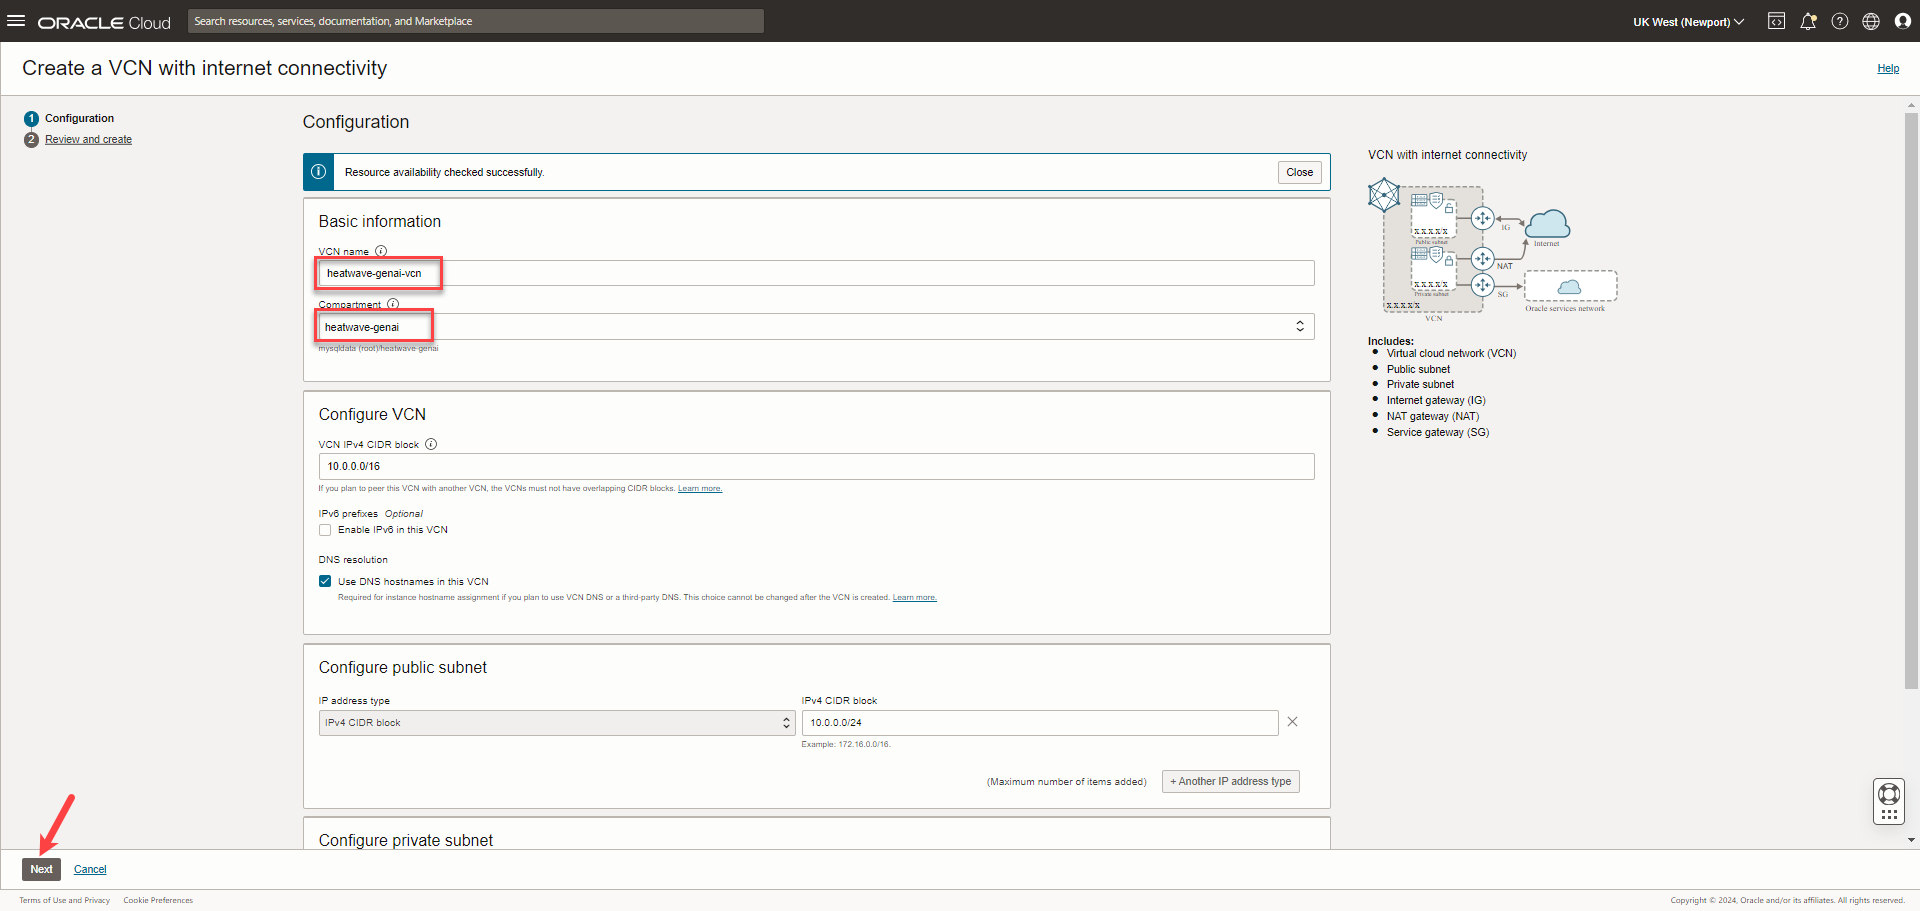 ORACLE Cloud
Search resources, services, documentation, and Marketplace
UK West (Newport)
Create a VCN with internet connectivity
Help
1 Configuration
2 Review and create
Configuration
Resource availability checked successfully.
Close
Basic information
VCN name
heatwave-genai-vcn
Compartment
heatwave-genai
mysqldata (root)/heatwave-genai
Configure VCN
VCN IPv4 CIDR block
10.0.0.0/16
If you plan to peer this VCN with another VCN, the VCNs must not have overlapping CIDR blocks. Learn more.
IPv6 prefixes Optional
Enable IPv6 in this VCN
DNS resolution
Use DNS hostnames in this VCN
Required for instance hostname assignment if you plan to use VCN DNS or a third-party DNS. This choice cannot be changed after the VCN is created. Learn more.
Configure public subnet
IP address type
IPv4 CIDR block
IPv4 CIDR block
10.0.0.0/24
Example: 172.16.0.0/16.
(Maximum number of items added)
+ Another IP address type
Configure private subnet
VCN with internet connectivity
X.X.X.X/X
Public subnet
IG
Internet
NAT
X.X.X.X/X
Private subnet
SG
X.X.X.X/X
VCN
Oracle services network
Includes:
Virtual cloud network (VCN)
Public subnet
Private subnet
Internet gateway (IG)
NAT gateway (NAT)
Service gateway (SG)
Next
Cancel
Terms of Use and Privacy
Cookie Preferences
Copyright © 2024, Oracle and/or its affiliates. All rights reserved.